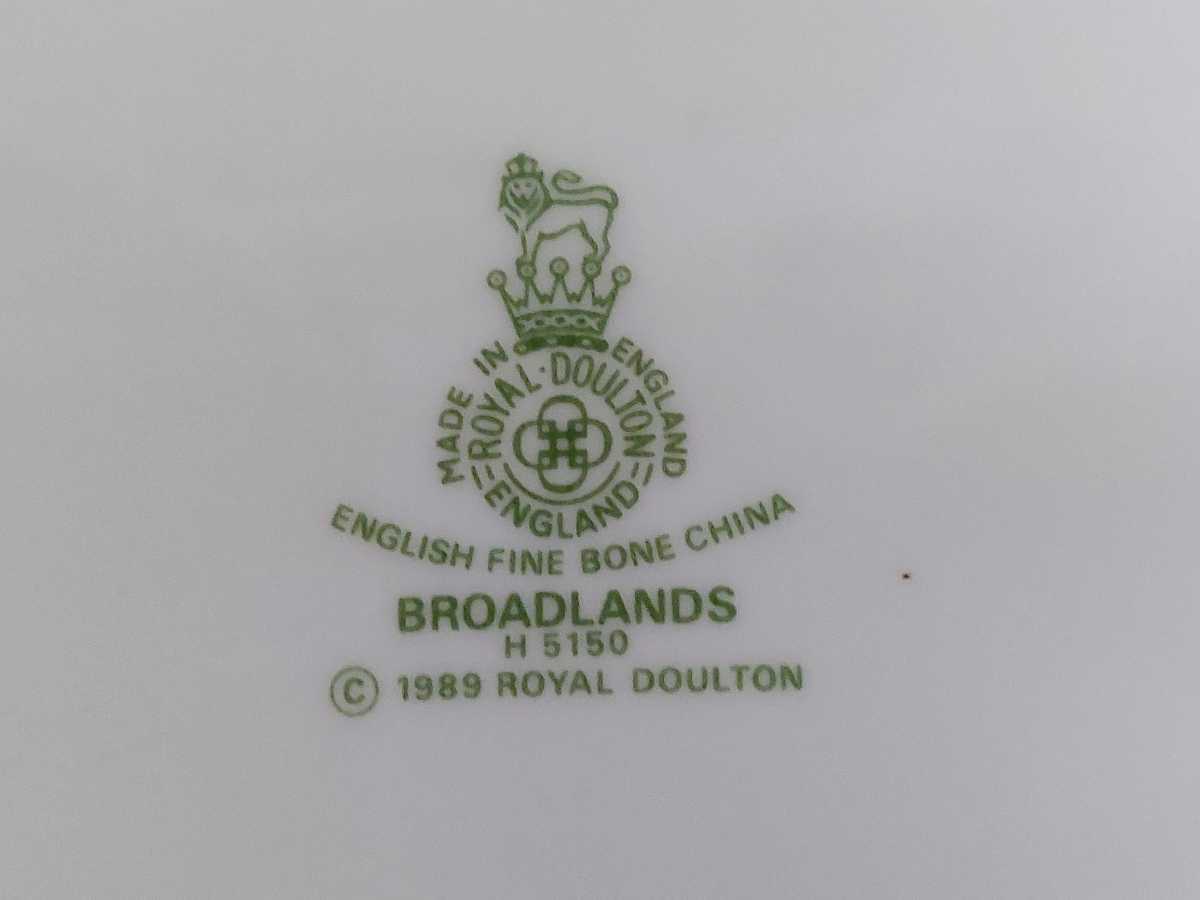 MADE IN ENGLAND
ROYAL·DOULTON
ENGLAND
ENGLISH FINE BONE CHINA
BROADLANDS
H 5150
© 1989 ROYAL DOULTON